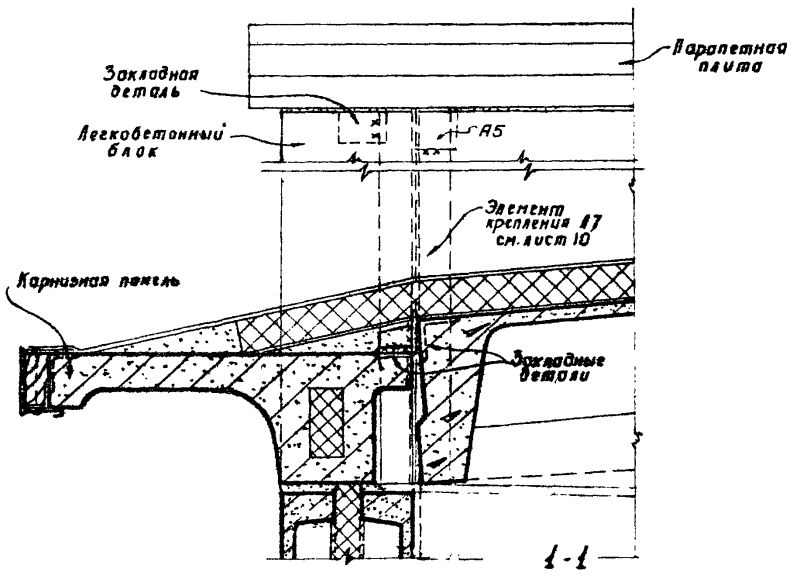 Парапетная
плита
Закладная
деталь
Легкобетонный
блок
А5
Элемент
крепления А7
см. лист 10
Карнизная панель
Закладные
детали
1-1